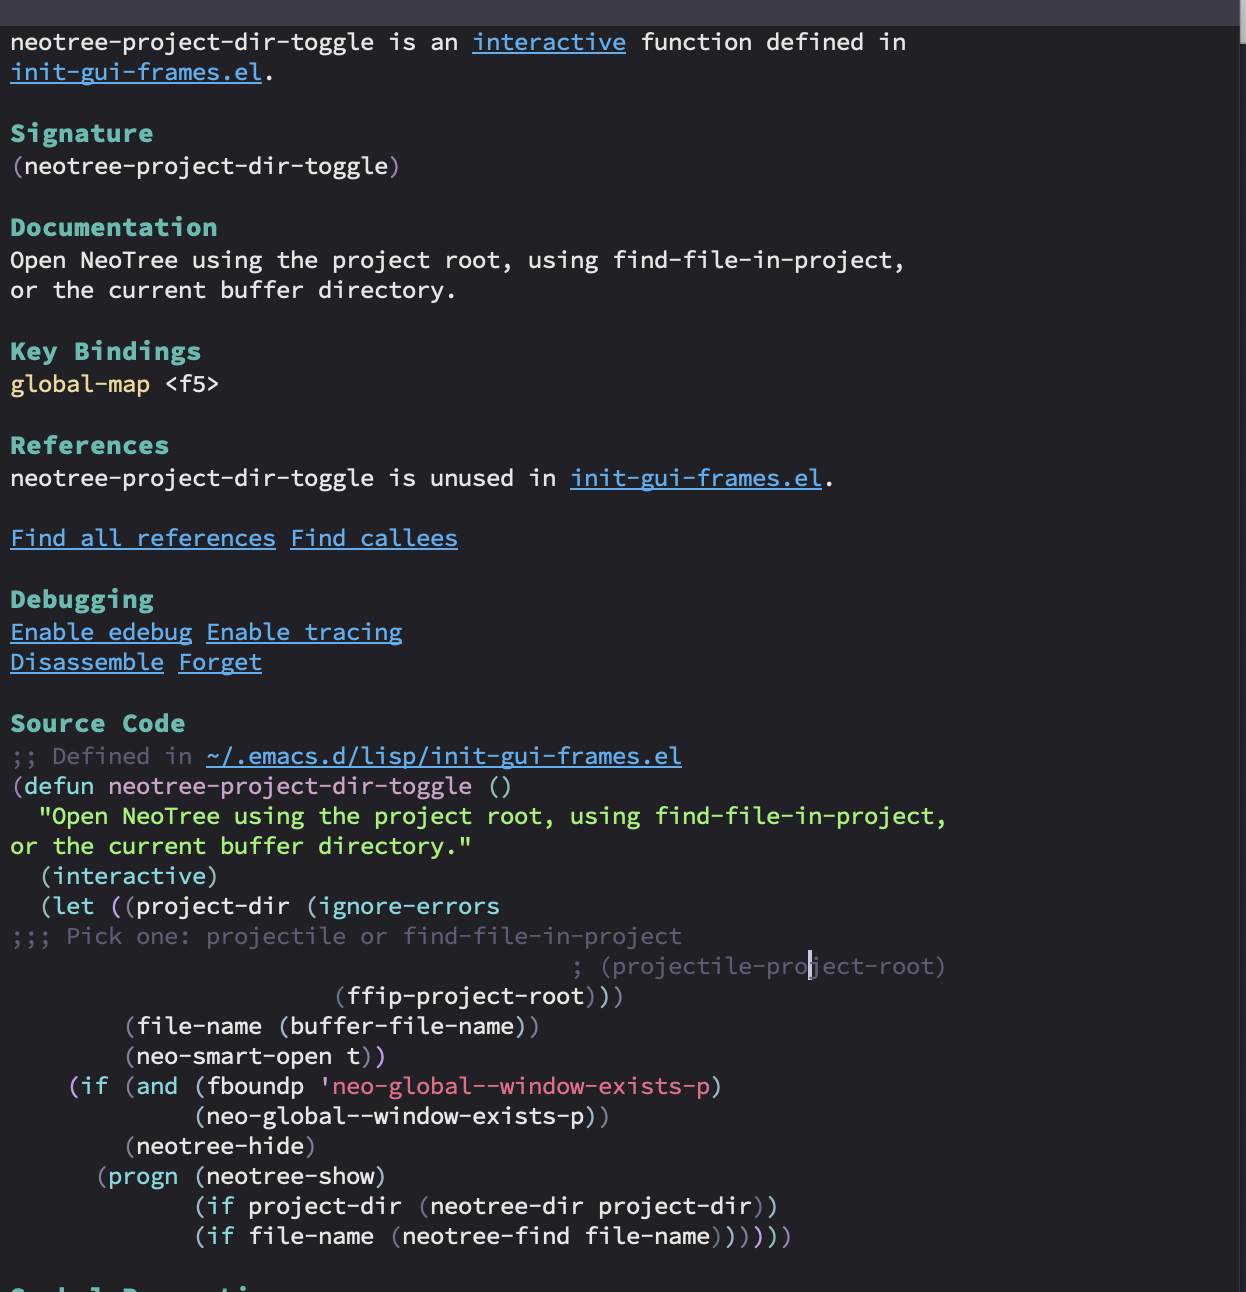 neotree-project-dir-toggle is an interactive function defined in
init-gui-frames.el.
Signature
(neotree-project-dir-toggle)
Documentation
Open NeoTree using the project root, using find-file-in-project,
or the current buffer directory.
Key Bindings
global-map <f5>
References
neotree-project-dir-toggle is unused in init-gui-frames.el.
Find all references Find callees
Debugging
Enable edebug Enable tracing
Disassemble Forget
Source Code
;; Defined in ~/.emacs.d/lisp/init-gui-frames.el
(defun neotree-project-dir-toggle ()
  "Open NeoTree using the project root, using find-file-in-project,
or the current buffer directory."
  (interactive)
  (let ((project-dir (ignore-errors
;;; Pick one: projectile or find-file-in-project
                                        ; (projectile-project-root)
                       (ffip-project-root)))
        (file-name (buffer-file-name))
        (neo-smart-open t))
    (if (and (fboundp 'neo-global--window-exists-p)
             (neo-global--window-exists-p))
        (neotree-hide)
      (progn (neotree-show)
             (if project-dir (neotree-dir project-dir))
             (if file-name (neotree-find file-name))))))